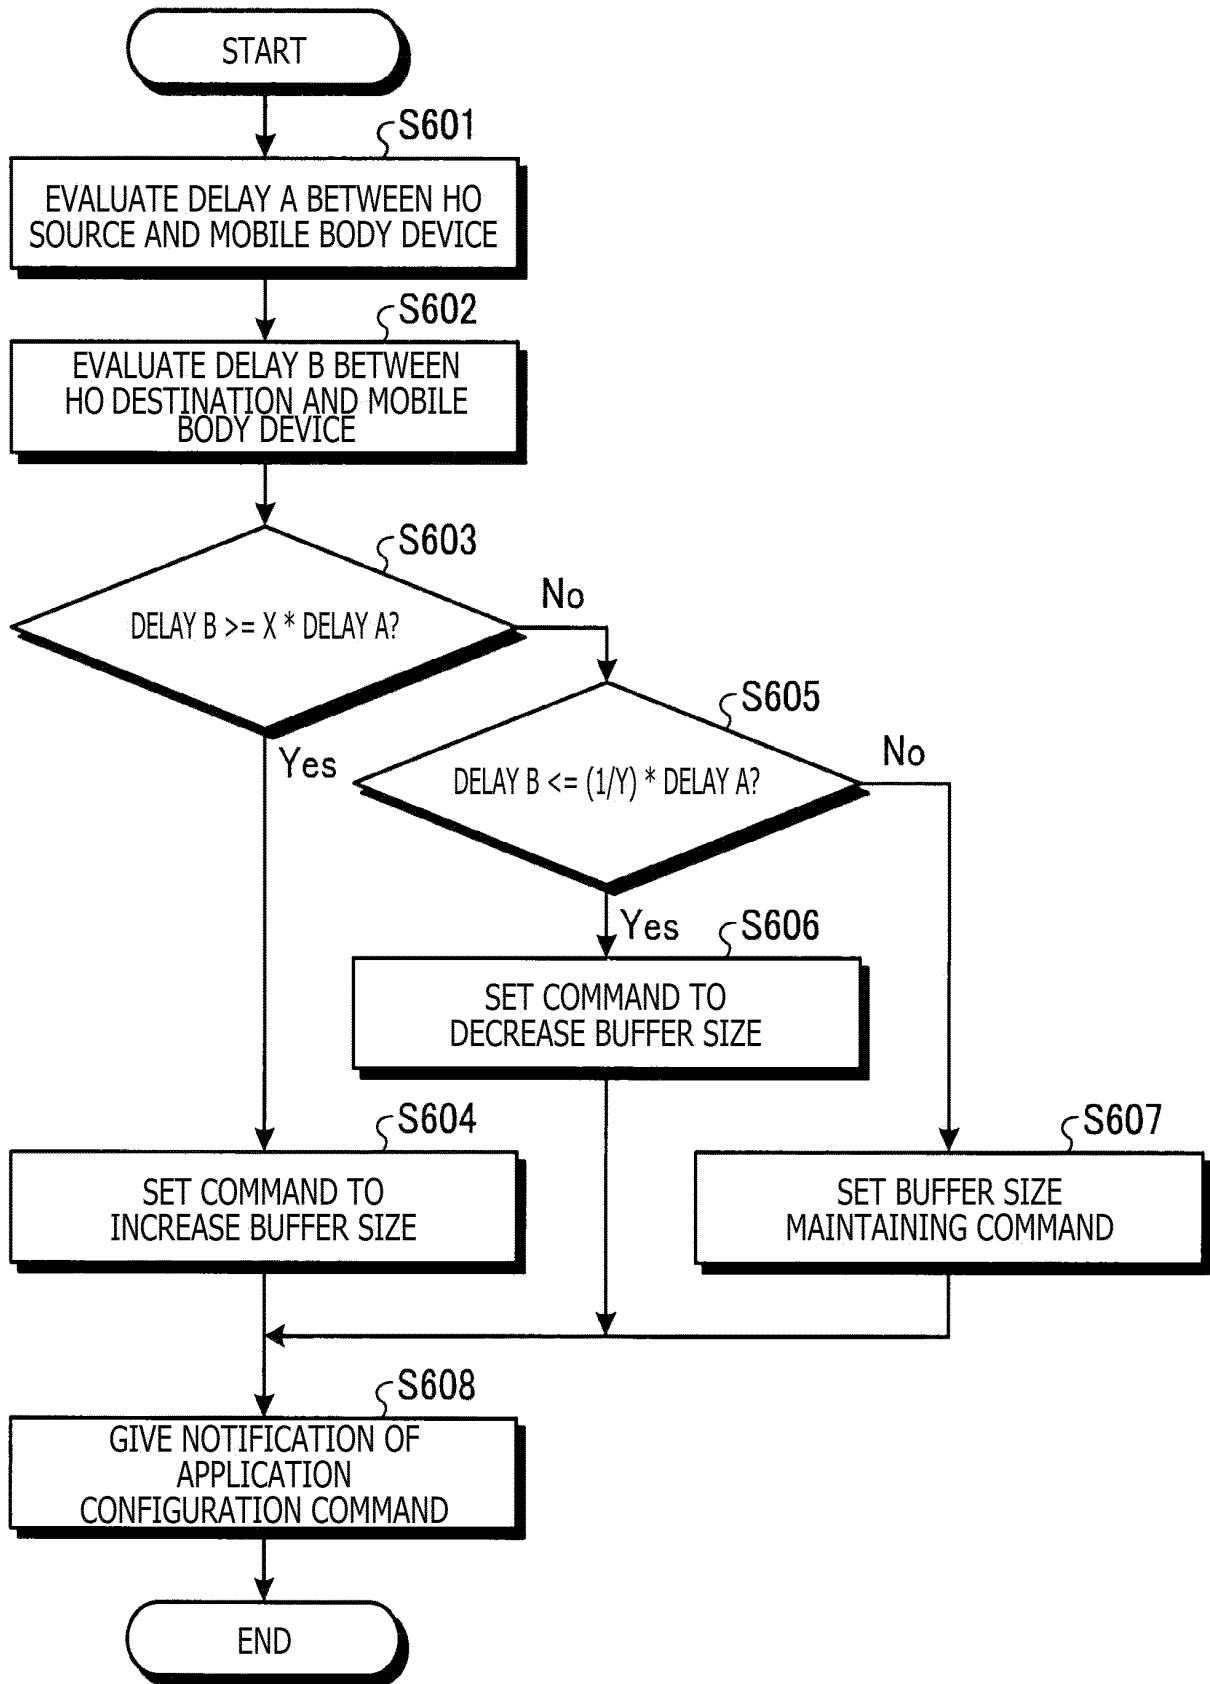 START
S601
EVALUATE DELAY A BETWEEN HO
SOURCE AND MOBILE BODY DEVICE
S602
EVALUATE DELAY B BETWEEN
HO DESTINATION AND MOBILE
BODY DEVICE
S603
DELAY B >= X * DELAY A?
No
Yes
S605
DELAY B <= (1/Y) * DELAY A?
No
Yes
S606
SET COMMAND TO
DECREASE BUFFER SIZE
S604
SET COMMAND TO
INCREASE BUFFER SIZE
S607
SET BUFFER SIZE
MAINTAINING COMMAND
S608
GIVE NOTIFICATION OF
APPLICATION
CONFIGURATION COMMAND
END